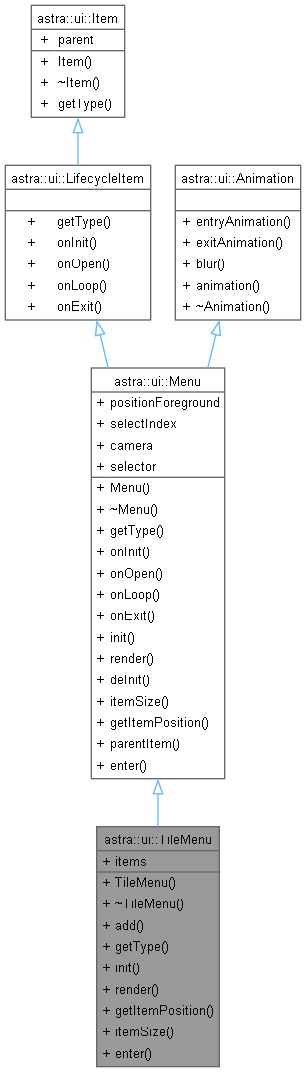 astra::ui::Item
+ parent
+ Item()
+ ~Item()
+ getType()
astra::ui::LifecycleItem
+ getType()
+ onInit()
+ onOpen()
+ onLoop()
+ onExit()
astra::ui::Animation
+ entryAnimation()
+ exitAnimation()
+ blur()
+ animation()
+ ~Animation()
astra::ui::Menu
+ positionForeground
+ selectIndex
+ camera
+ selector
+ Menu()
+ ~Menu()
+ getType()
+ onInit()
+ onOpen()
+ onLoop()
+ onExit()
+ init()
+ render()
+ deInit()
+ itemSize()
+ getItemPosition()
+ parentItem()
+ enter()
astra::ui::TileMenu
+ items
+ TileMenu()
+ ~TileMenu()
+ add()
+ getType()
+ init()
+ render()
+ getItemPosition()
+ itemSize()
+ enter()